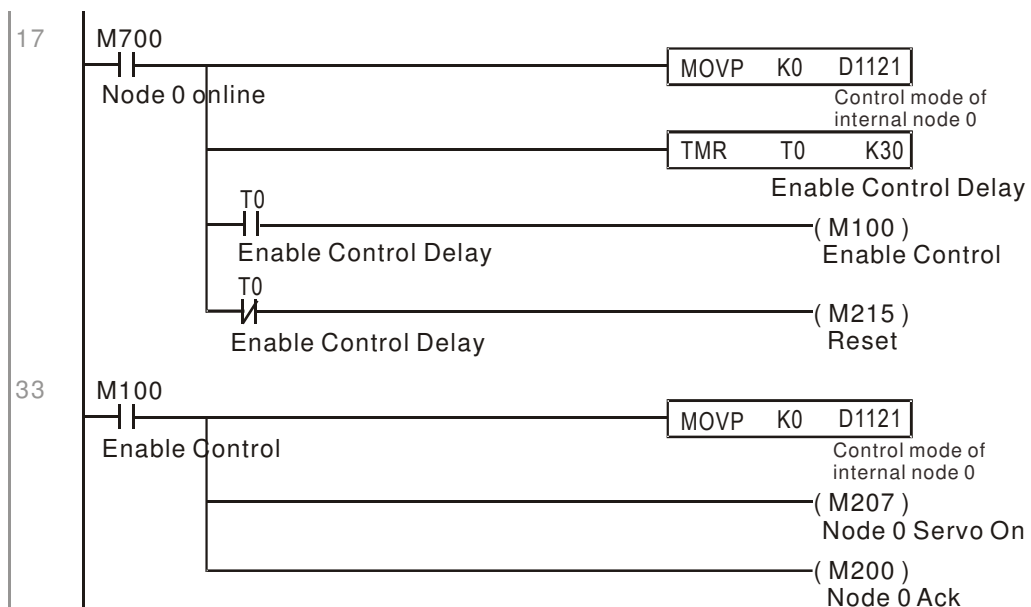 17
M700
MOVP K0 D1121
Node 0 online
Control mode of
internal node 0
TMR T0 K30
Enable Control Delay
T0
( M100 )
Enable Control Delay
Enable Control
T0
( M215 )
Enable Control Delay
Reset
33
M100
MOVP K0 D1121
Enable Control
Control mode of
internal node 0
( M207 )
Node 0 Servo On
( M200 )
Node 0 Ack